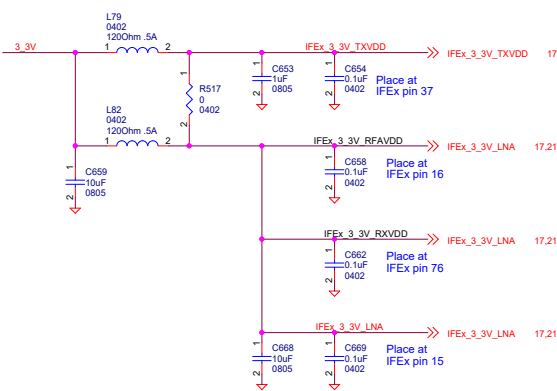 L79
0402
120Ohm .5A
3_3V
1
2
IFEx_3_3V_TXVDD
IFEx_3_3V_TXVDD 17
1
2
C653
1uF
0805
1
2
C654
0.1uF
0402
Place at
IFEx pin 37
1
2
R517
0
0402
L82
0402
120Ohm .5A
1
2
IFEx_3_3V_RFAVDD
IFEx_3_3V_LNA 17,21
1
2
C659
10uF
0805
1
2
C658
0.1uF
0402
Place at
IFEx pin 16
IFEx_3_3V_RXVDD
IFEx_3_3V_LNA 17,21
1
2
C662
0.1uF
0402
Place at
IFEx pin 76
IFEx_3_3V_LNA
IFEx_3_3V_LNA 17,21
1
2
C668
10uF
0805
1
2
C669
0.1uF
0402
Place at
IFEx pin 15